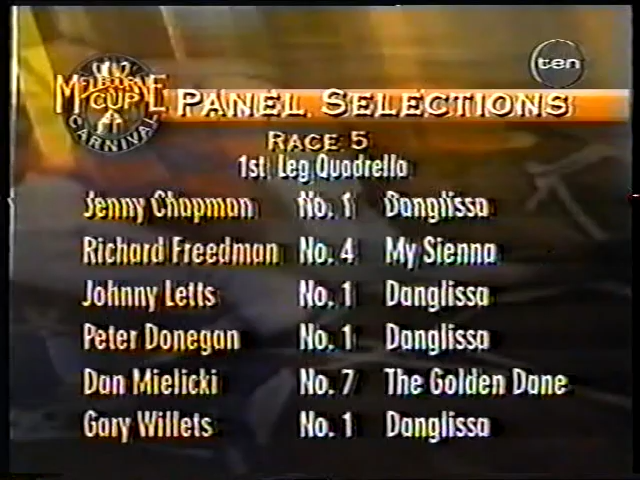 ten
MELBOURNE
CUP
CARNIVAL
PANEL SELECTIONS
RACE 5
1st Leg Quadrella
Jenny Chapman No. 1 Danglissa
Richard Freedman No. 4 My Sienna
Johnny Letts No. 1 Danglissa
Peter Donegan No. 1 Danglissa
Dan Mielicki No. 7 The Golden Dane
Gary Willets No. 1 Danglissa